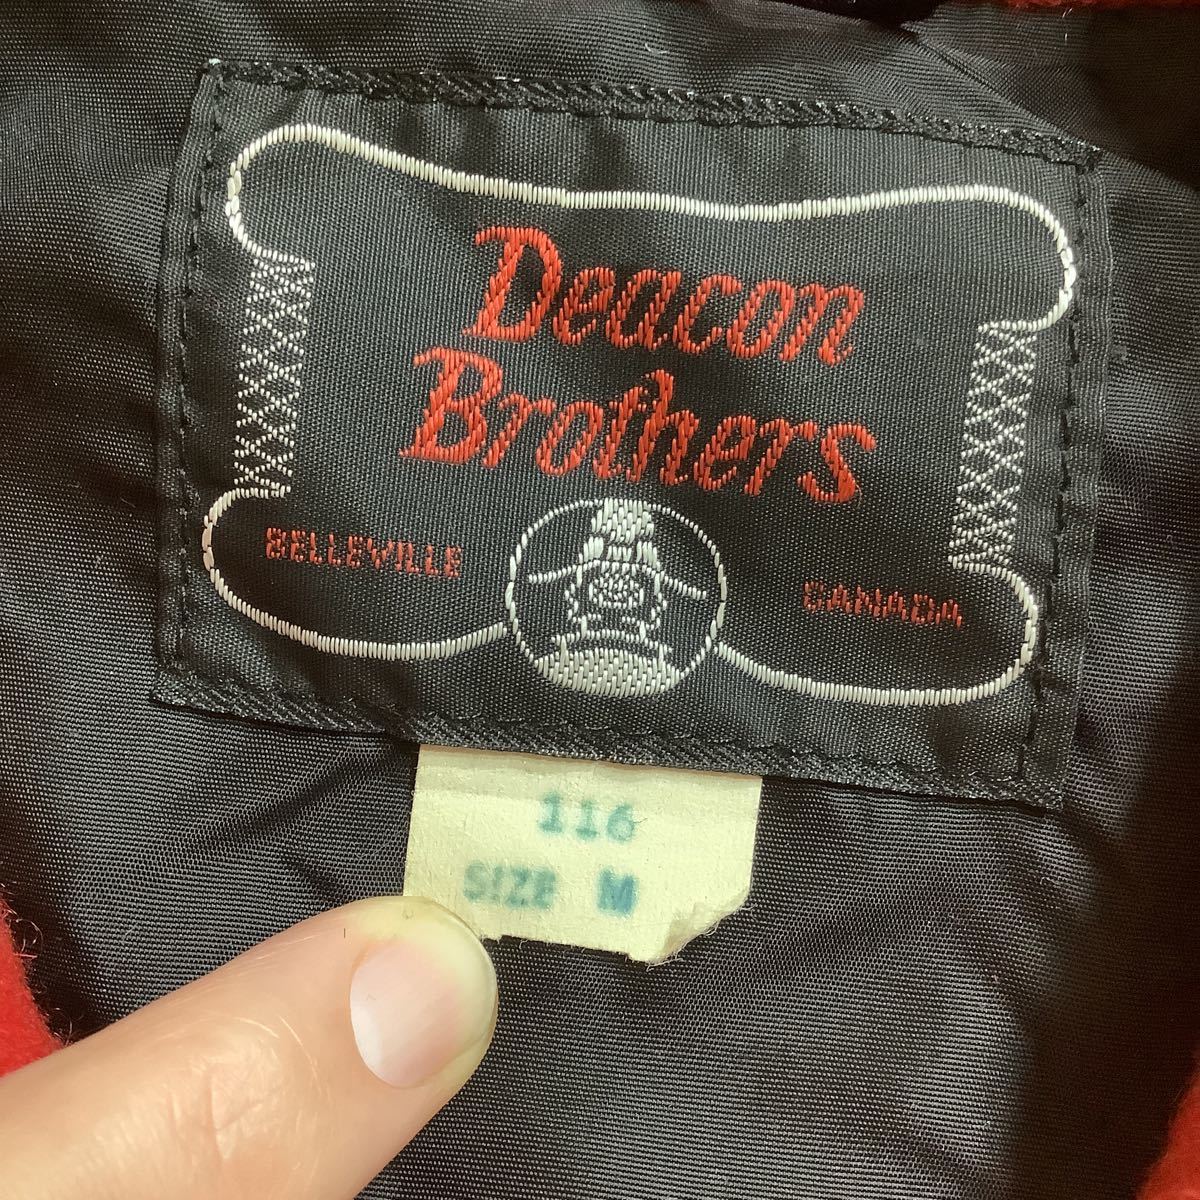 Deacon
Brothers
BELLEVILLE
CANADA
116
SIZE M